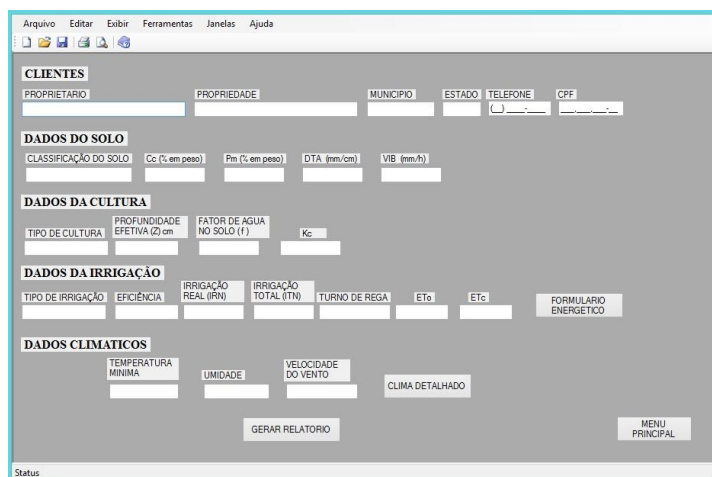 Arquivo Editar Exibir Ferramentas Janelas Ajuda
CLIENTES
PROPRIETARIO PROPRIEDADE MUNICIPIO ESTADO TELEFONE CPF
(__) ____-____ ___.___.___-__
DADOS DO SOLO
CLASSIFICAÇÃO DO SOLO Cc (% em peso) Pm (% em peso) DTA (mm/cm) VIB (mm/h)
DADOS DA CULTURA
TIPO DE CULTURA PROFUNDIDADE EFETIVA (Z) cm FATOR DE AGUA NO SOLO ( f ) Kc
DADOS DA IRRIGAÇÃO
TIPO DE IRRIGAÇÃO EFICIÊNCIA IRRIGAÇÃO REAL (IRN) IRRIGAÇÃO TOTAL (ITN) TURNO DE REGA ETo ETc
FORMULARIO
ENERGÉTICO
DADOS CLIMATICOS
TEMPERATURA MINIMA UMIDADE VELOCIDADE DO VENTO
CLIMA DETALHADO
GERAR RELATORIO
MENU
PRINCIPAL
Status